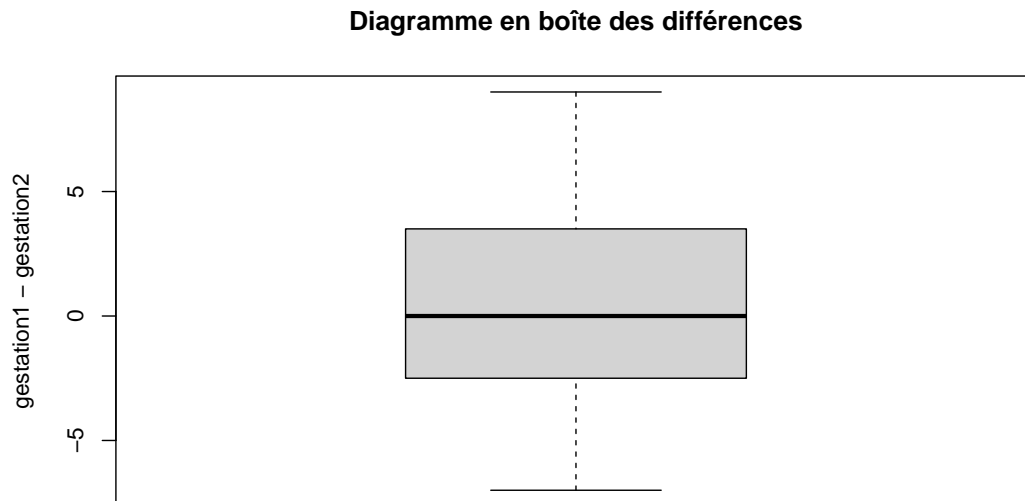 Diagramme en boîte des différences
gestation1 − gestation2
5
0
−5